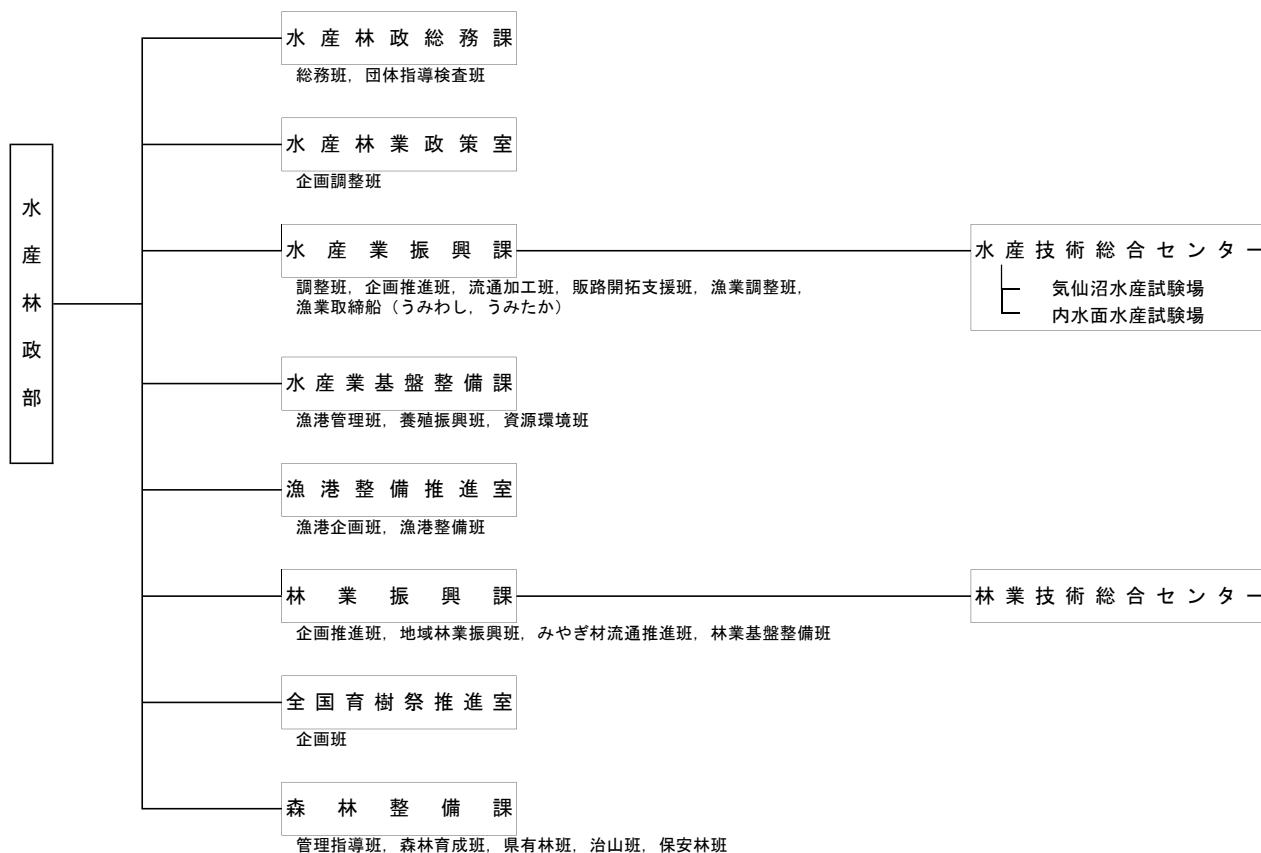 水産林政部
水産林政総務課
総務班，団体指導検査班
水産林業政策室
企画調整班
水産業振興課
調整班，企画推進班，流通加工班，販路開拓支援班，漁業調整班，
漁業取締船（うみわし，うみたか）
水産技術総合センター
気仙沼水産試験場
内水面水産試験場
水産業基盤整備課
漁港管理班，養殖振興班，資源環境班
漁港整備推進室
漁港企画班，漁港整備班
林業振興課
企画推進班，地域林業振興班，みやぎ材流通推進班，林業基盤整備班
林業技術総合センター
全国育樹祭推進室
企画班
森林整備課
管理指導班，森林育成班，県有林班，治山班，保安林班